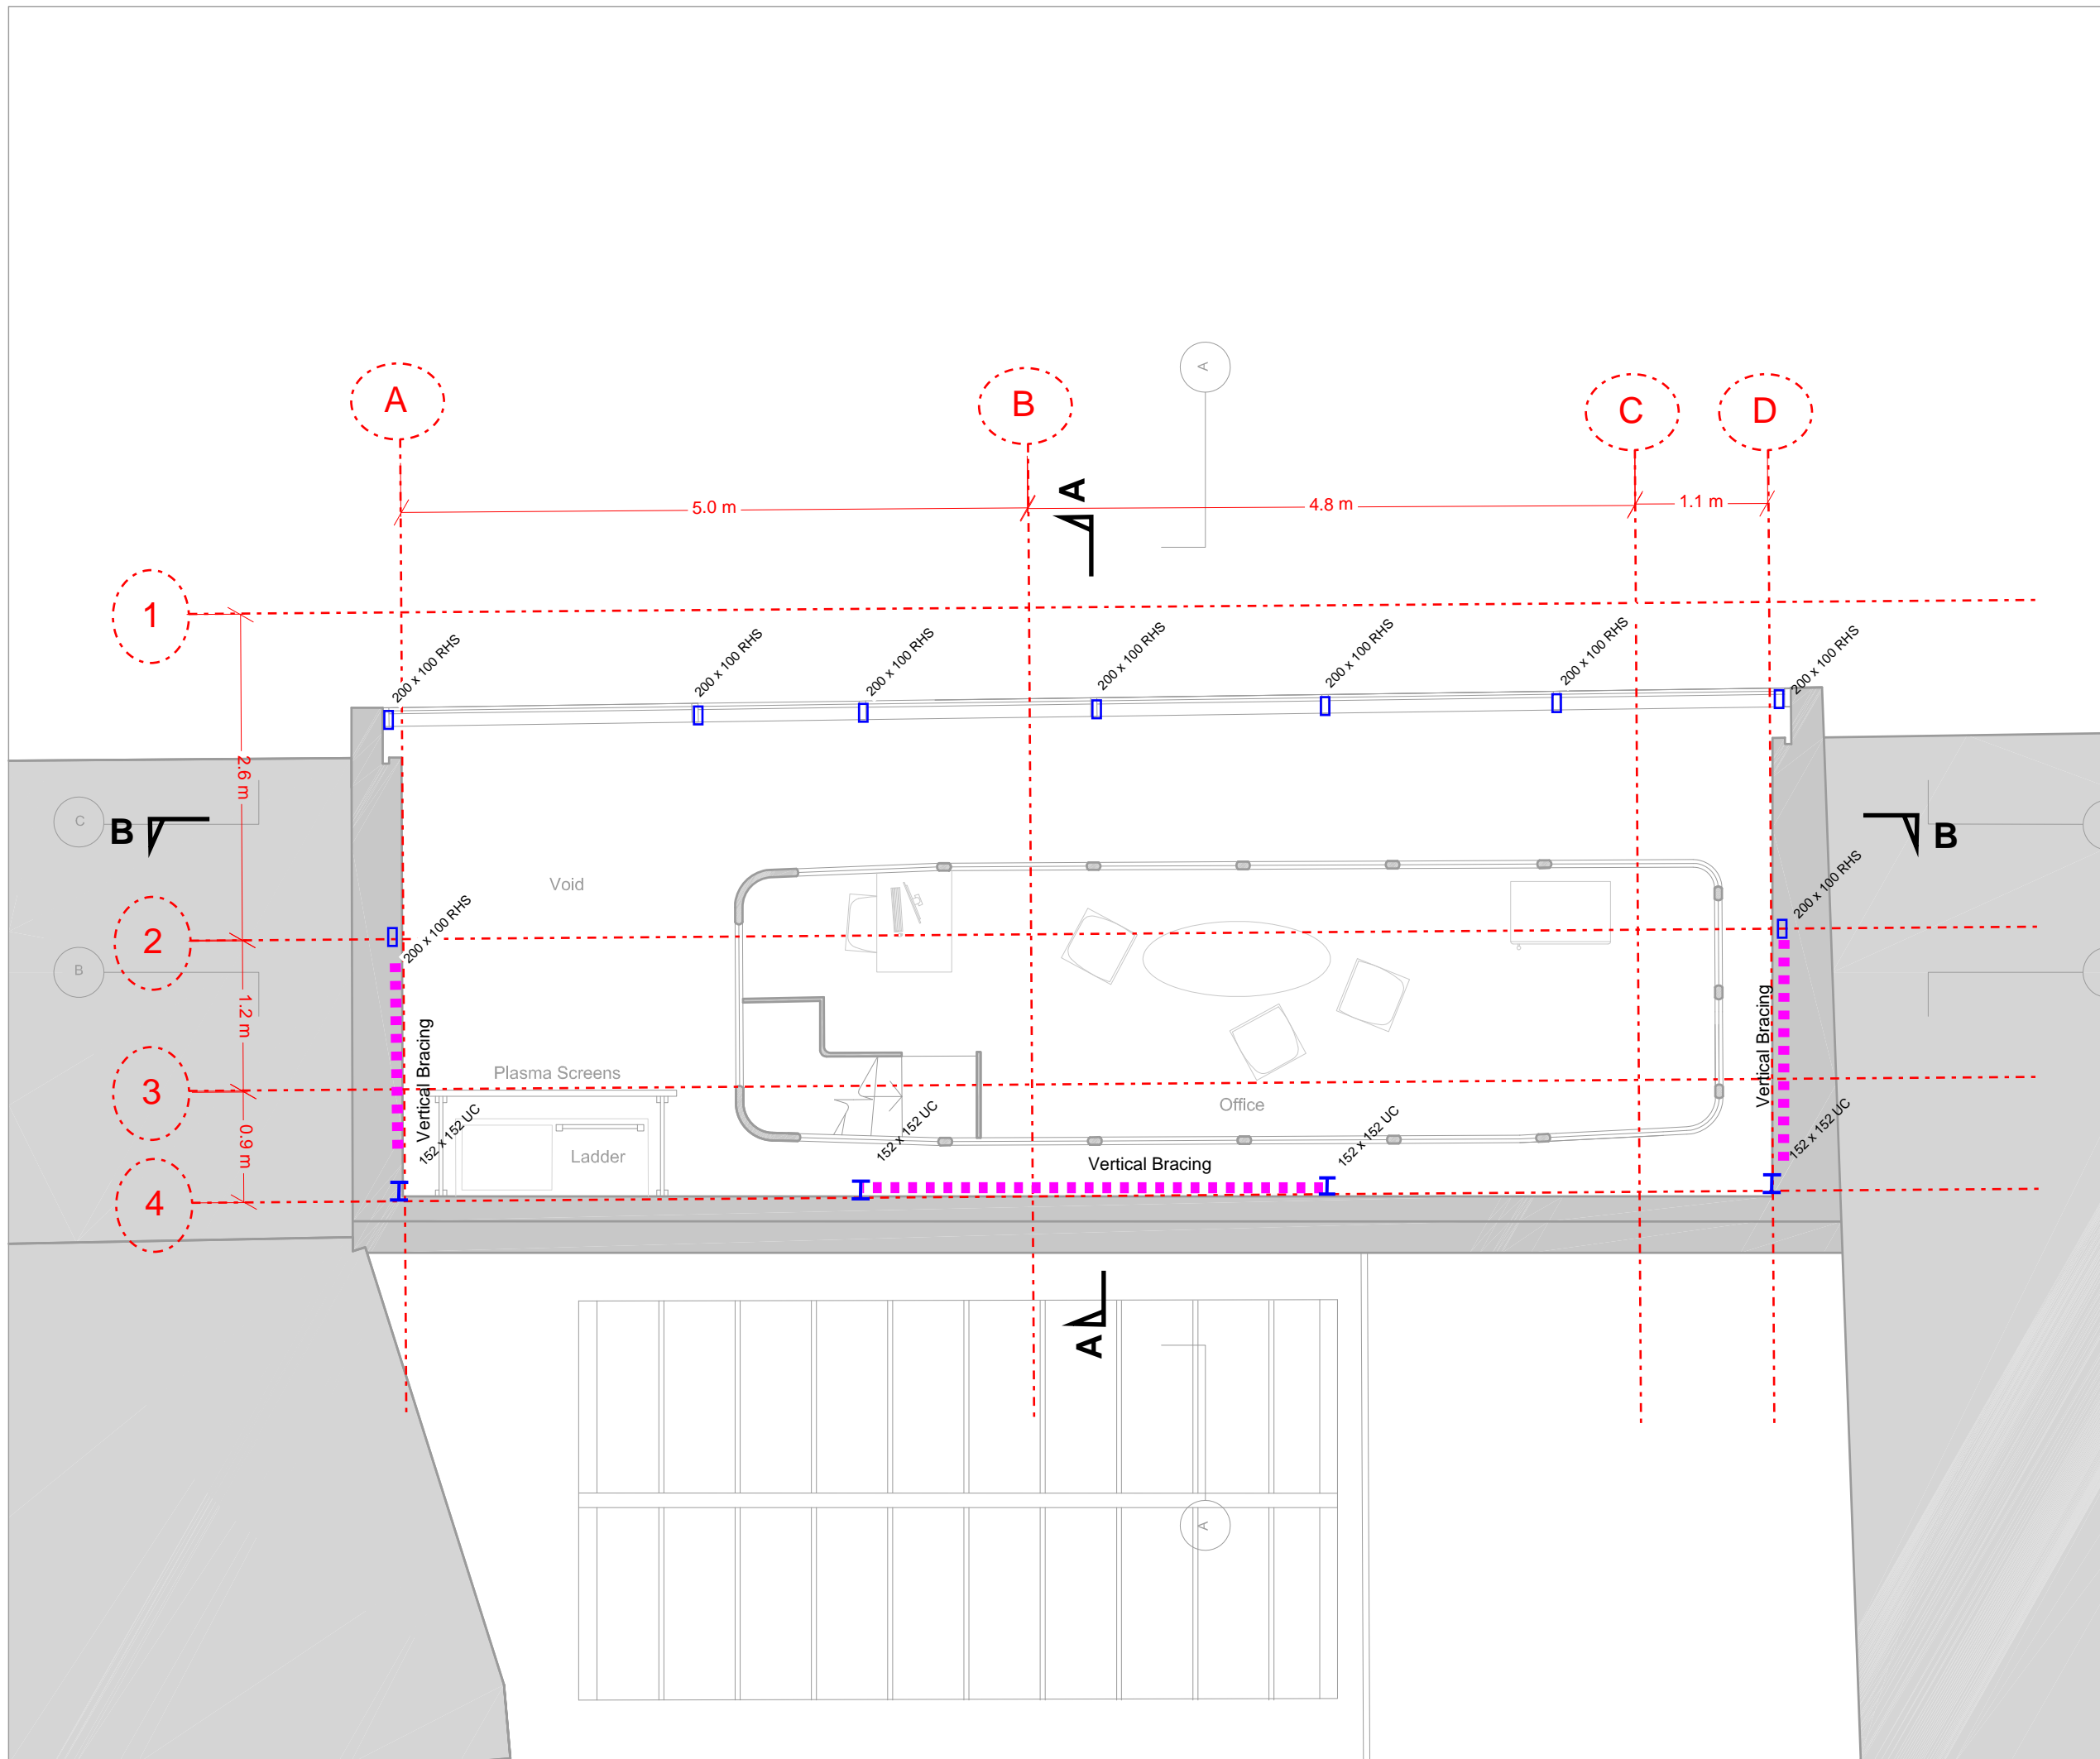 A
A
B
C
D
A
5.0 m
4.8 m
1.1 m
1
200 x 100 RHS
200 x 100 RHS
200 x 100 RHS
200 x 100 RHS
200 x 100 RHS
200 x 100 RHS
200 x 100 RHS
2.6 m
C
B
B
Void
200 x 100 RHS
200 x 100 RHS
2
B
1.2 m
Vertical Bracing
Vertical Bracing
Plasma Screens
3
Office
0.9 m
152 x 152 UC
152 x 152 UC
152 x 152 UC
152 x 152 UC
Ladder
Vertical Bracing
4
A
A